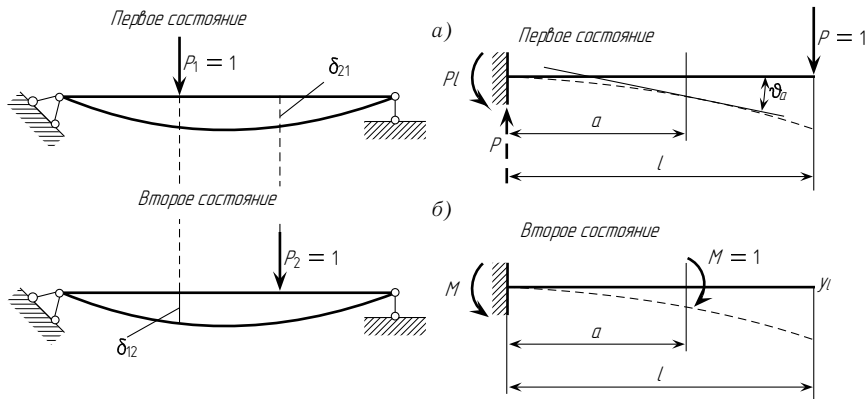 Первое состояние
P₁ = 1
δ₂₁
Второе состояние
P₂ = 1
δ₁₂
а)
Первое состояние
P = 1
Pl
ϑₐ
P
a
l
б)
Второе состояние
M
M = 1
yₗ
a
l